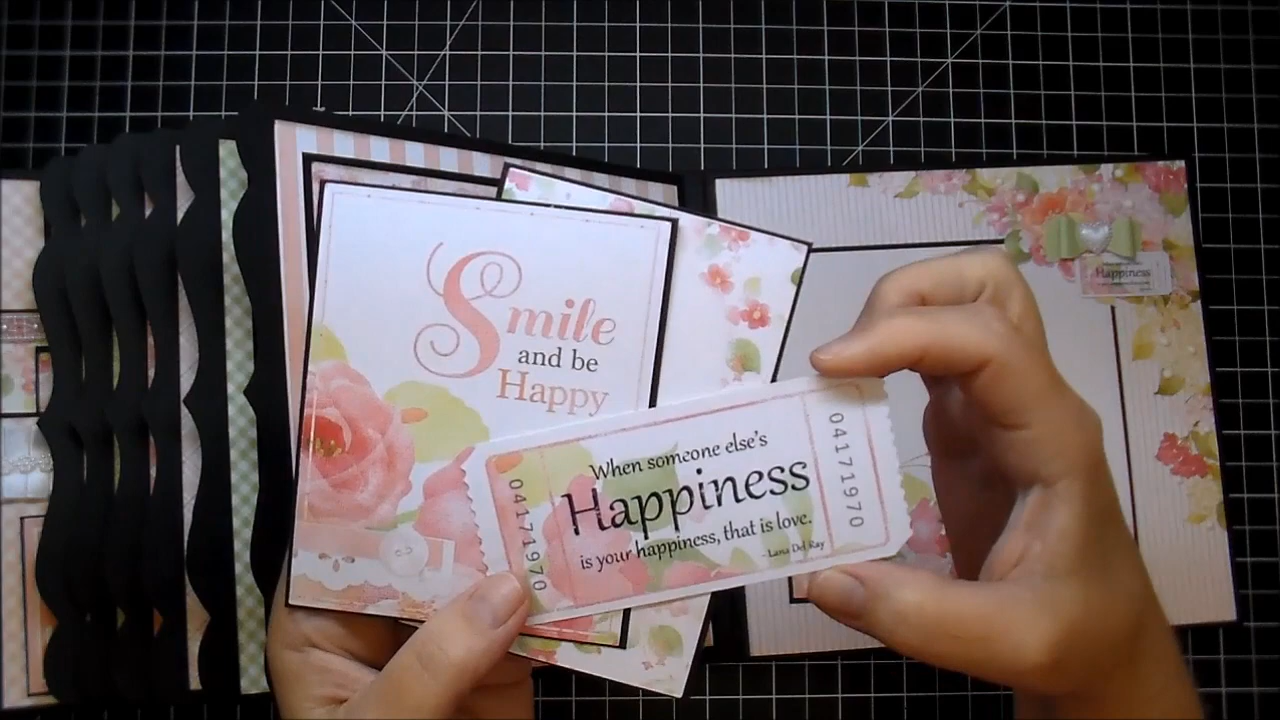 Smile
and be
Happy
When someone else's
Happiness
is your happiness, that is love.
- Lana Del Ray
04171970
04171970
Happiness